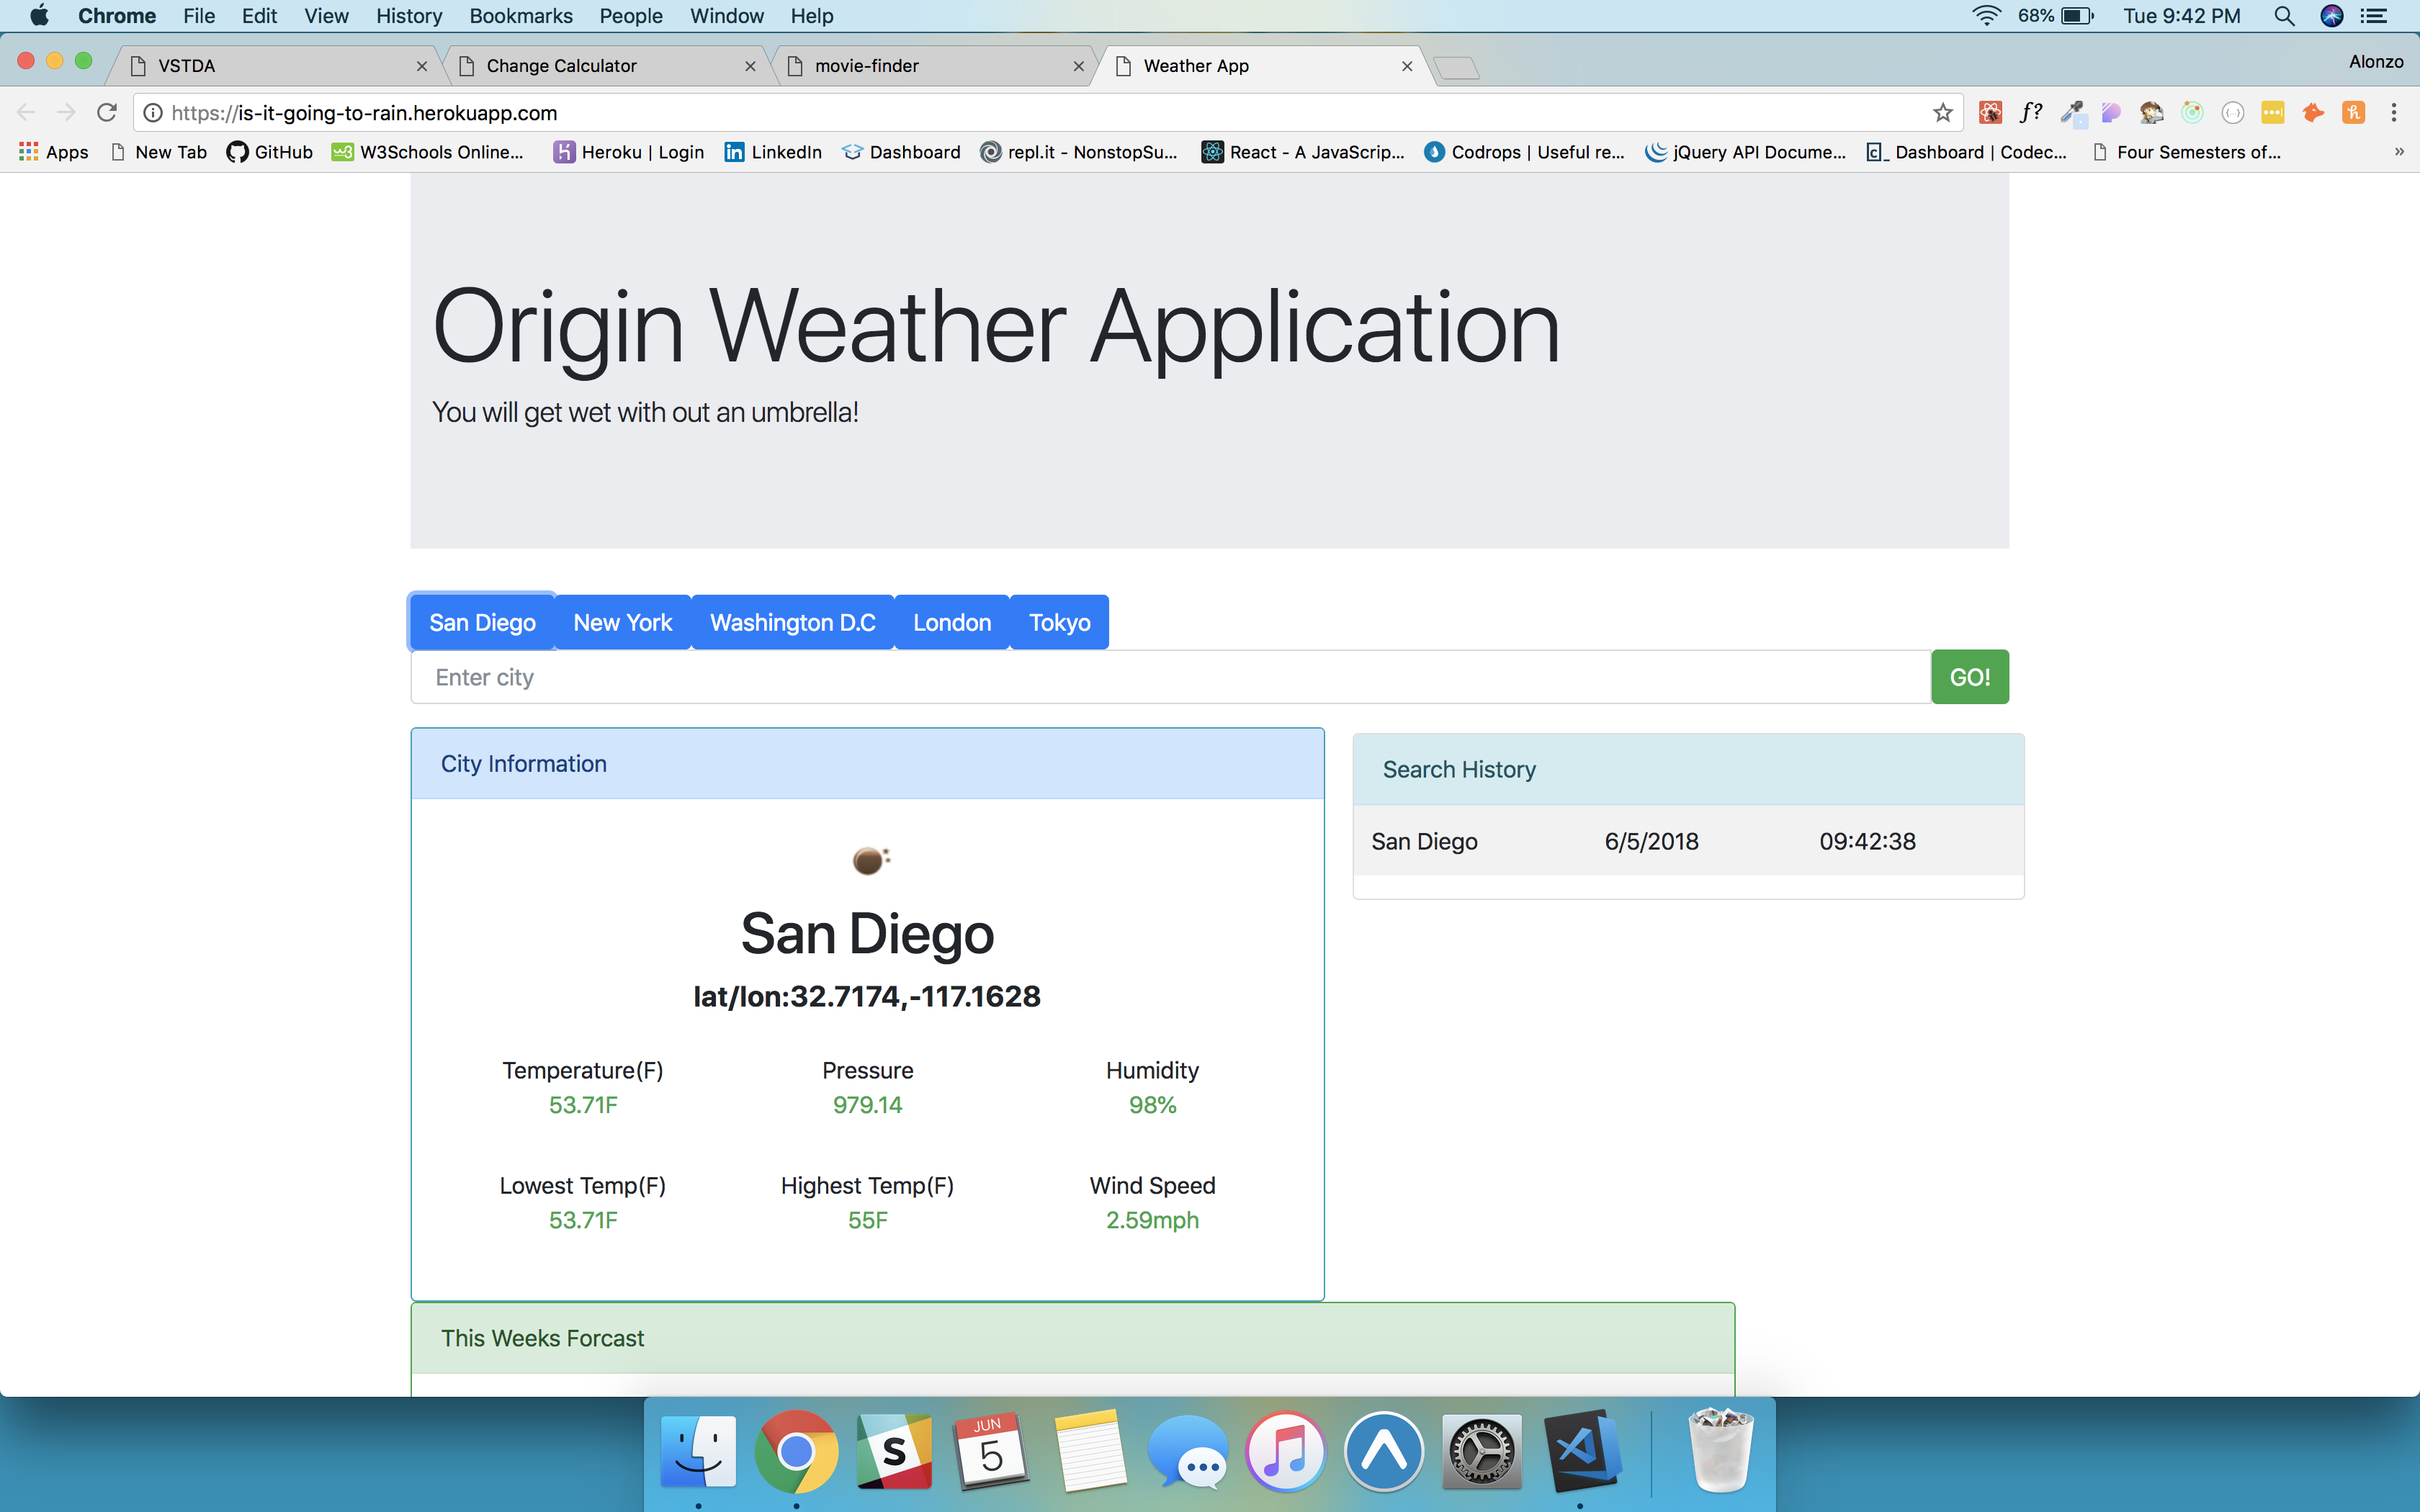 Chrome File Edit View History Bookmarks People Window Help 68% Tue 9:42 PM
VSTDA Change Calculator movie-finder Weather App Alonzo
https://is-it-going-to-rain.herokuapp.com f?
Apps New Tab GitHub W3Schools Online... Heroku | Login LinkedIn Dashboard repl.it - NonstopSu... React - A JavaScrip... Codrops | Useful re... jQuery API Docume... Dashboard | Codec... Four Semesters of... »
Origin Weather Application
You will get wet with out an umbrella!
San Diego New York Washington D.C London Tokyo
Enter city GO!
City Information
San Diego
lat/lon:32.7174,-117.1628
Temperature(F) Pressure Humidity
53.71F 979.14 98%
Lowest Temp(F) Highest Temp(F) Wind Speed
53.71F 55F 2.59mph
Search History
San Diego 6/5/2018 09:42:38
This Weeks Forcast
S JUN
5